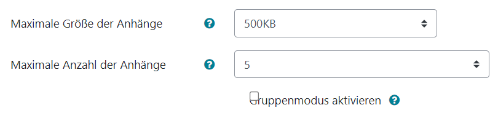 Maximale Größe der Anhänge ? 500KB
Maximale Anzahl der Anhänge ? 5
Gruppenmodus aktivieren ?